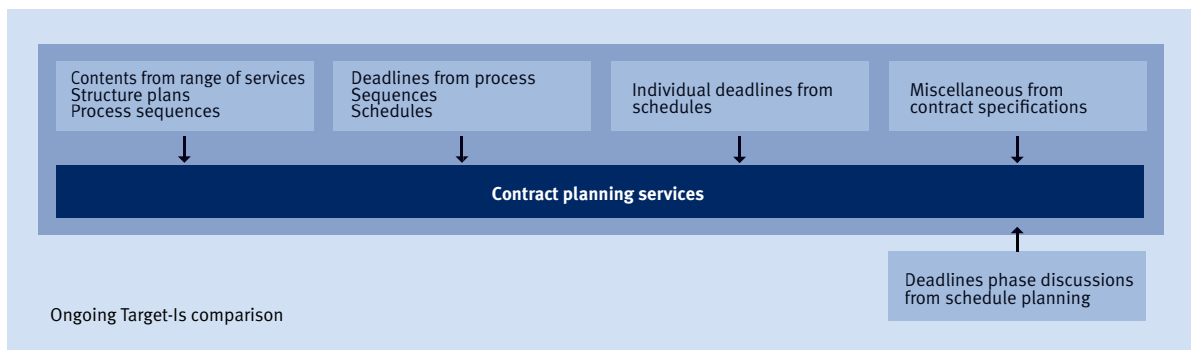 Contents from range of services
Structure plans
Process sequences
Deadlines from process
Sequences
Schedules
Individual deadlines from
schedules
Miscellaneous from
contract specifications
Contract planning services
Deadlines phase discussions
from schedule planning
Ongoing Target-Is comparison